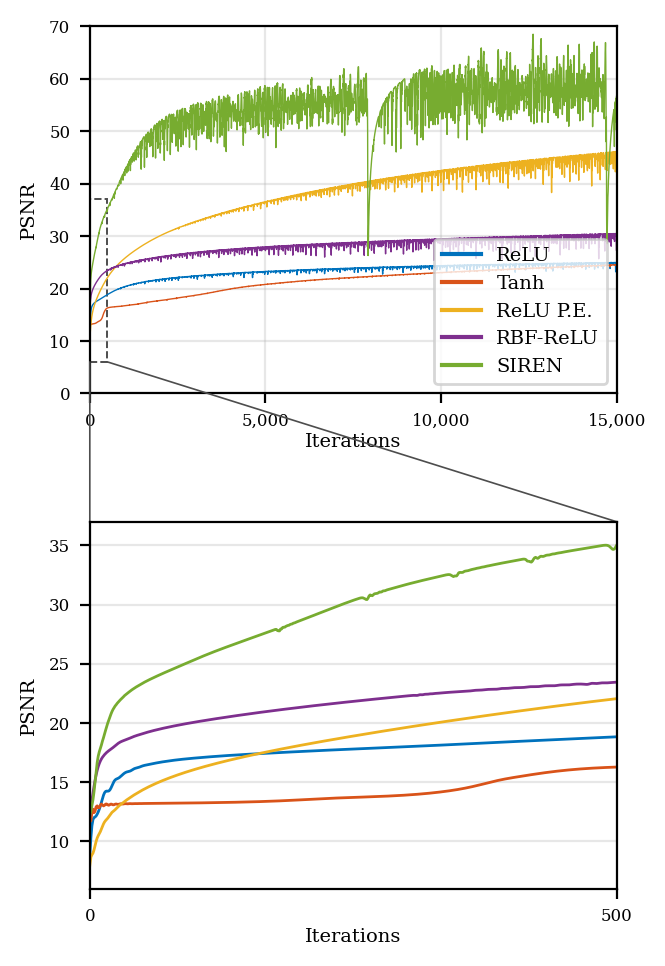 70
60
50
40
30
20
10
0
PSNR
ReLU
Tanh
ReLU P.E.
RBF-ReLU
SIREN
0
5,000
10,000
15,000
Iterations
35
30
25
20
15
10
PSNR
0
500
Iterations